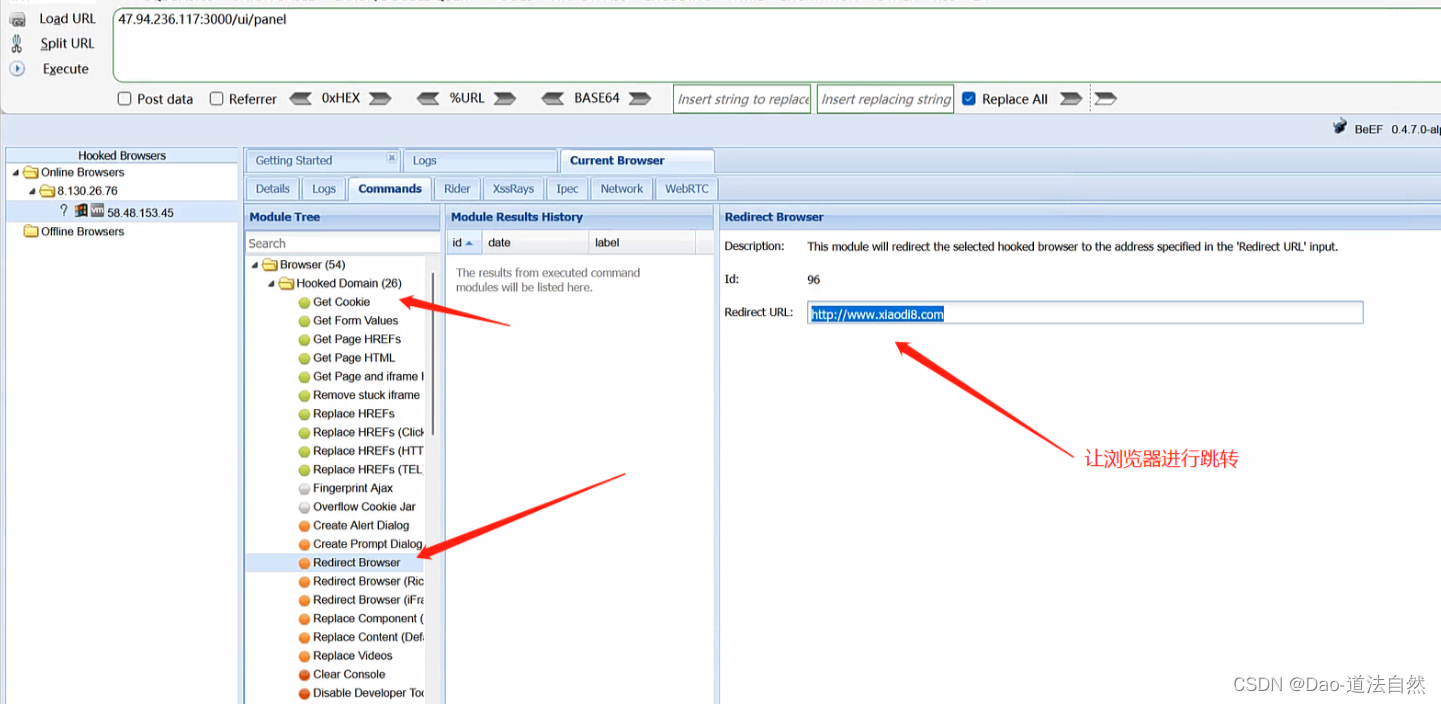 Load URL
47.94.236.117:3000/ui/panel
Split URL
Execute
Post data
Referrer
0xHEX
%URL
BASE64
Insert string to replace
Insert replacing string
Replace All
BeEF 0.4.7.0-al
Hooked Browsers
Online Browsers
8.130.26.76
? 58.48.153.45
Offline Browsers
Getting Started
Logs
Current Browser
Details
Logs
Commands
Rider
XssRays
Ipec
Network
WebRTC
Module Tree
Search
Browser (54)
Hooked Domain (26)
Get Cookie
Get Form Values
Get Page HREFs
Get Page HTML
Get Page and iframe H
Remove stuck iframe
Replace HREFs
Replace HREFs (Click
Replace HREFs (HTT
Replace HREFs (TEL
Fingerprint Ajax
Overflow Cookie Jar
Create Alert Dialog
Create Prompt Dialog
Redirect Browser
Redirect Browser (Ric
Redirect Browser (iFra
Replace Component (
Replace Content (Def
Replace Videos
Clear Console
Disable Developer Too
Module Results History
id
date
label
The results from executed command
modules will be listed here.
Redirect Browser
Description: This module will redirect the selected hooked browser to the address specified in the 'Redirect URL' input.
Id: 96
Redirect URL: http://www.xiaodi8.com
让浏览器进行跳转
CSDN @Dao-道法自然